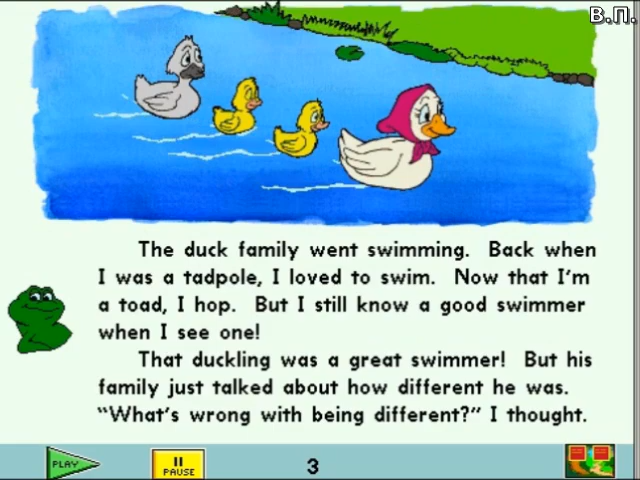 В.П.
The duck family went swimming. Back when
I was a tadpole, I loved to swim. Now that I'm
a toad, I hop. But I still know a good swimmer
when I see one!
That duckling was a great swimmer! But his
family just talked about how different he was.
"What's wrong with being different?" I thought.
PLAY
PAUSE
3